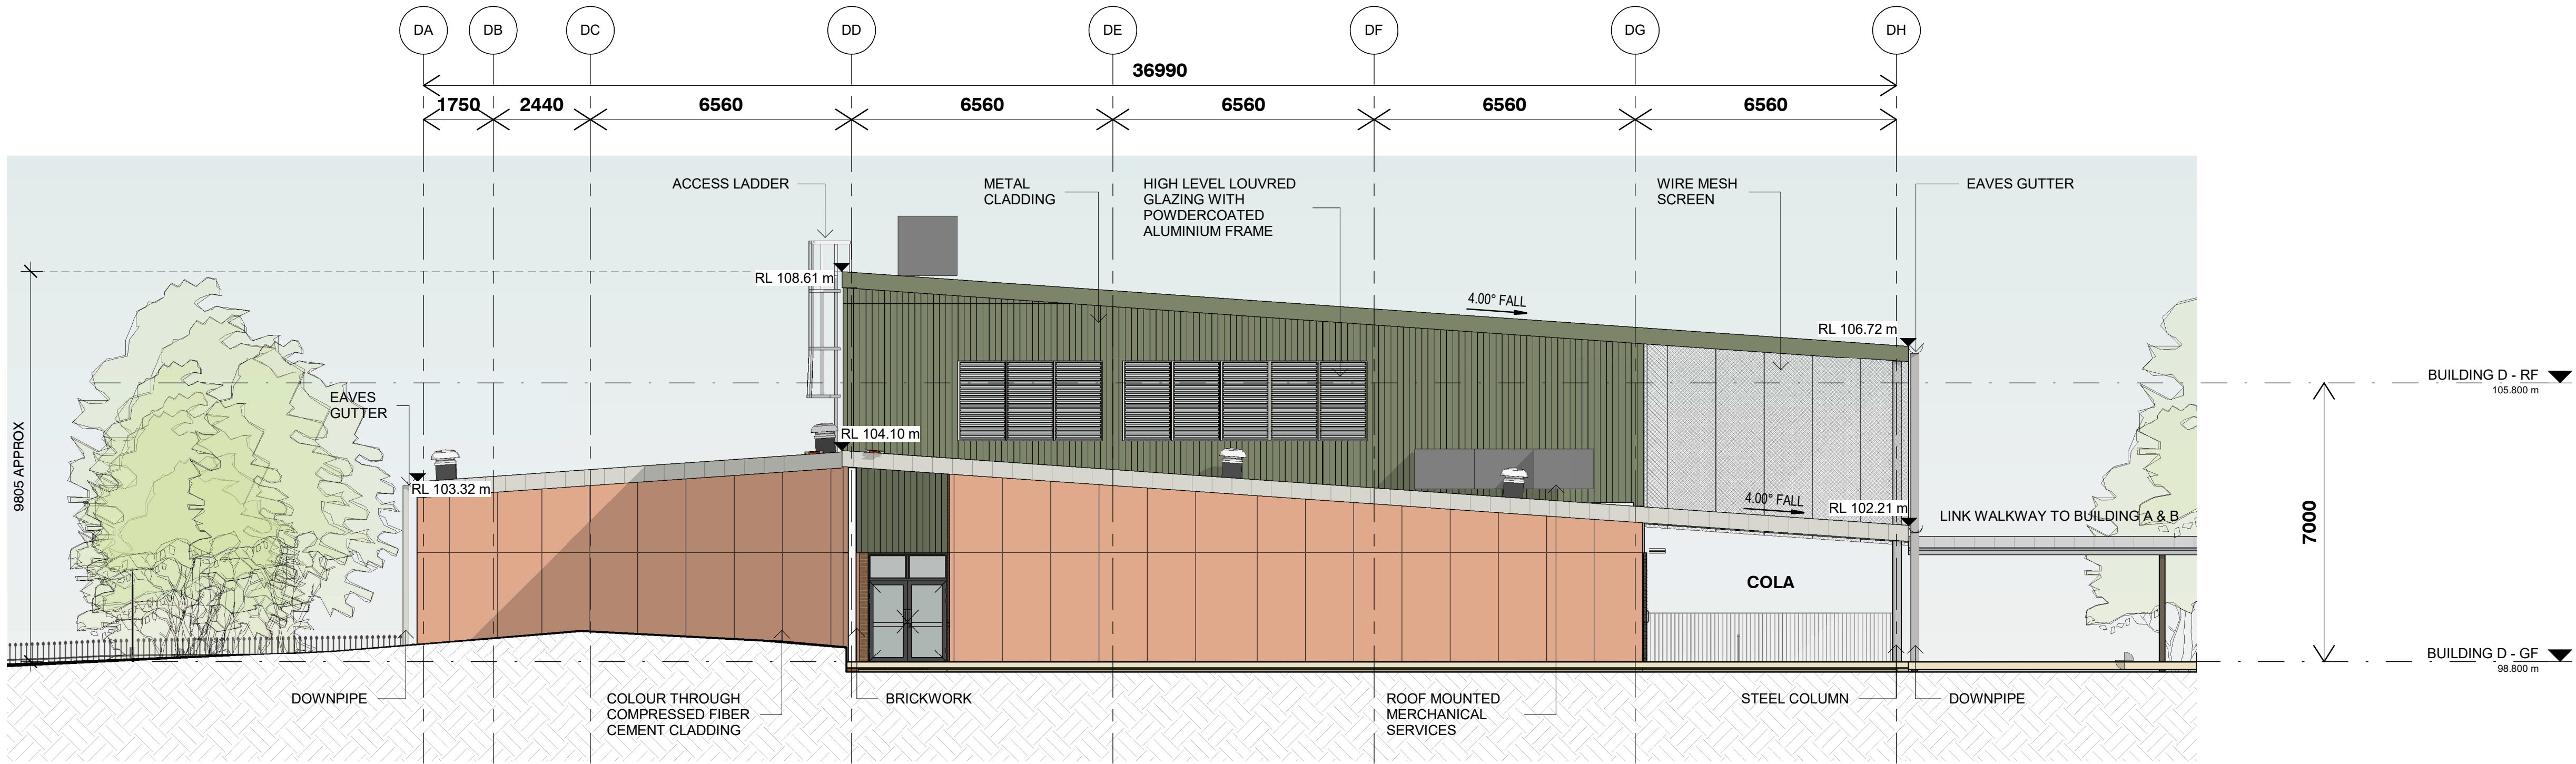 DA DB DC DD DE DF DG DH
36990
1750 2440 6560 6560 6560 6560 6560
ACCESS LADDER
METAL
CLADDING
HIGH LEVEL LOUVRED
GLAZING WITH
POWDERCOATED
ALUMINIUM FRAME
WIRE MESH
SCREEN
EAVES GUTTER
RL 108.61 m
4.00° FALL
RL 106.72 m
BUILDING D - RF
105.800 m
EAVES
GUTTER
RL 104.10 m
9805 APPROX
RL 103.32 m
4.00° FALL
RL 102.21 m
LINK WALKWAY TO BUILDING A & B
7000
COLA
BUILDING D - GF
98.800 m
DOWNPIPE
COLOUR THROUGH
COMPRESSED FIBER
CEMENT CLADDING
BRICKWORK
ROOF MOUNTED
MERCHANICAL
SERVICES
STEEL COLUMN
DOWNPIPE